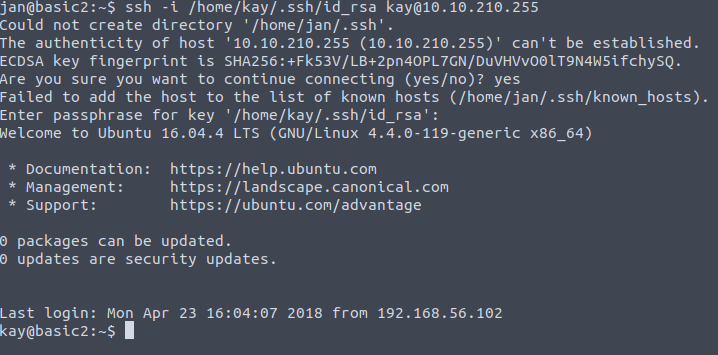 jan@basic2:~$ ssh -i /home/kay/.ssh/id_rsa kay@10.10.210.255
Could not create directory '/home/jan/.ssh'.
The authenticity of host '10.10.210.255 (10.10.210.255)' can't be established.
ECDSA key fingerprint is SHA256:+Fk53V/LB+2pn4OPL7GN/DuVHVvO0lT9N4W5ifchySQ.
Are you sure you want to continue connecting (yes/no)? yes
Failed to add the host to the list of known hosts (/home/jan/.ssh/known_hosts).
Enter passphrase for key '/home/kay/.ssh/id_rsa':
Welcome to Ubuntu 16.04.4 LTS (GNU/Linux 4.4.0-119-generic x86_64)
* Documentation:  https://help.ubuntu.com
* Management:     https://landscape.canonical.com
* Support:        https://ubuntu.com/advantage
0 packages can be updated.
0 updates are security updates.
Last login: Mon Apr 23 16:04:07 2018 from 192.168.56.102
kay@basic2:~$